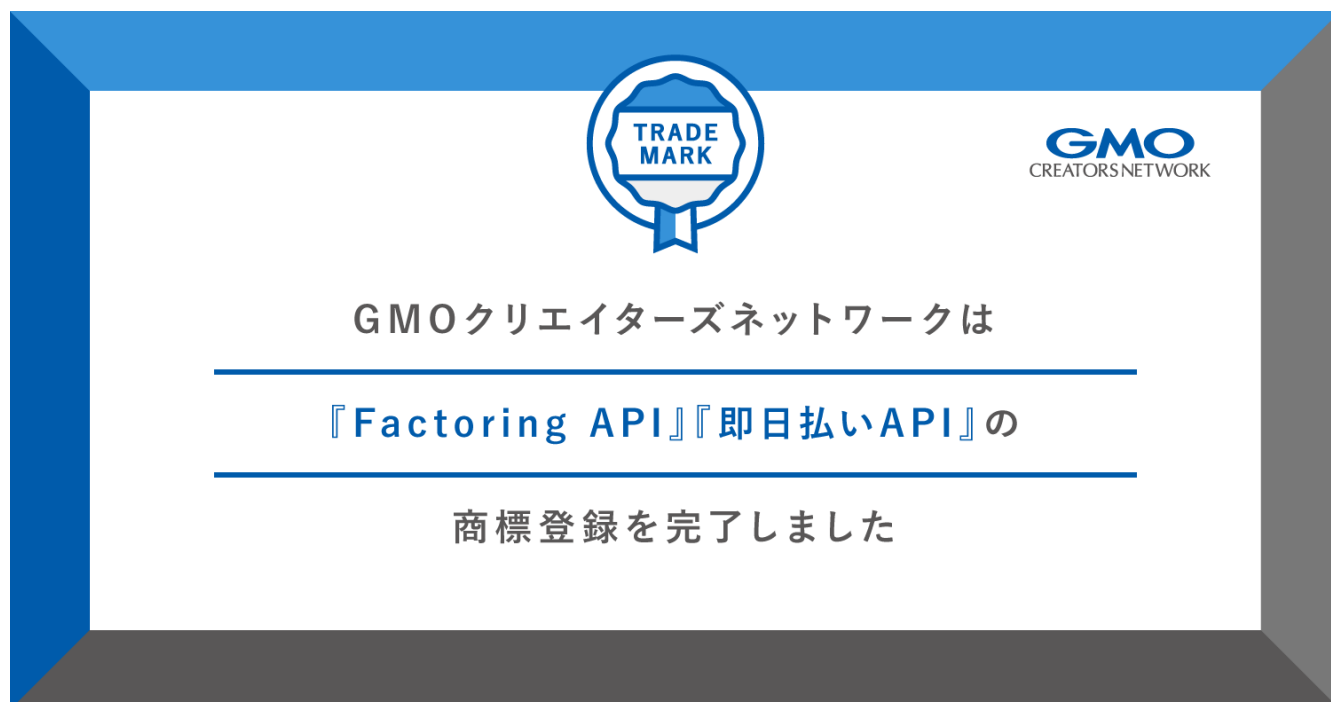 TRADE
MARK
GMO
CREATORS NETWORK
GMOクリエイターズネットワークは
『Factoring API』『即日払いAPI』の
商標登録を完了しました